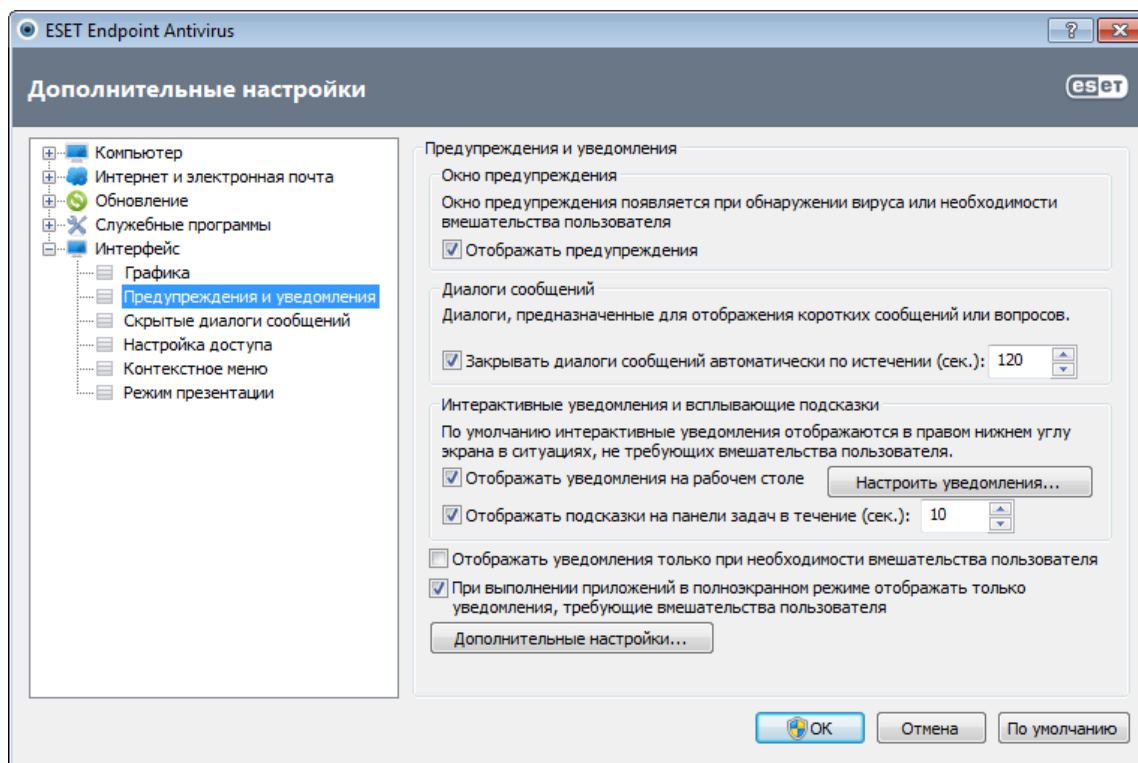 ESET Endpoint Antivirus
Дополнительные настройки
eset
Компьютер
Интернет и электронная почта
Обновление
Служебные программы
Интерфейс
Графика
Предупреждения и уведомления
Скрытые диалоги сообщений
Настройка доступа
Контекстное меню
Режим презентации
Предупреждения и уведомления
Окно предупреждения
Окно предупреждения появляется при обнаружении вируса или необходимости
вмешательства пользователя
Отображать предупреждения
Диалоги сообщений
Диалоги, предназначенные для отображения коротких сообщений или вопросов.
Закрывать диалоги сообщений автоматически по истечении (сек.): 120
Интерактивные уведомления и всплывающие подсказки
По умолчанию интерактивные уведомления отображаются в правом нижнем углу
экрана в ситуациях, не требующих вмешательства пользователя.
Отображать уведомления на рабочем столе Настроить уведомления...
Отображать подсказки на панели задач в течение (сек.): 10
Отображать уведомления только при необходимости вмешательства пользователя
При выполнении приложений в полноэкранном режиме отображать только
уведомления, требующие вмешательства пользователя
Дополнительные настройки...
OK Отмена По умолчанию